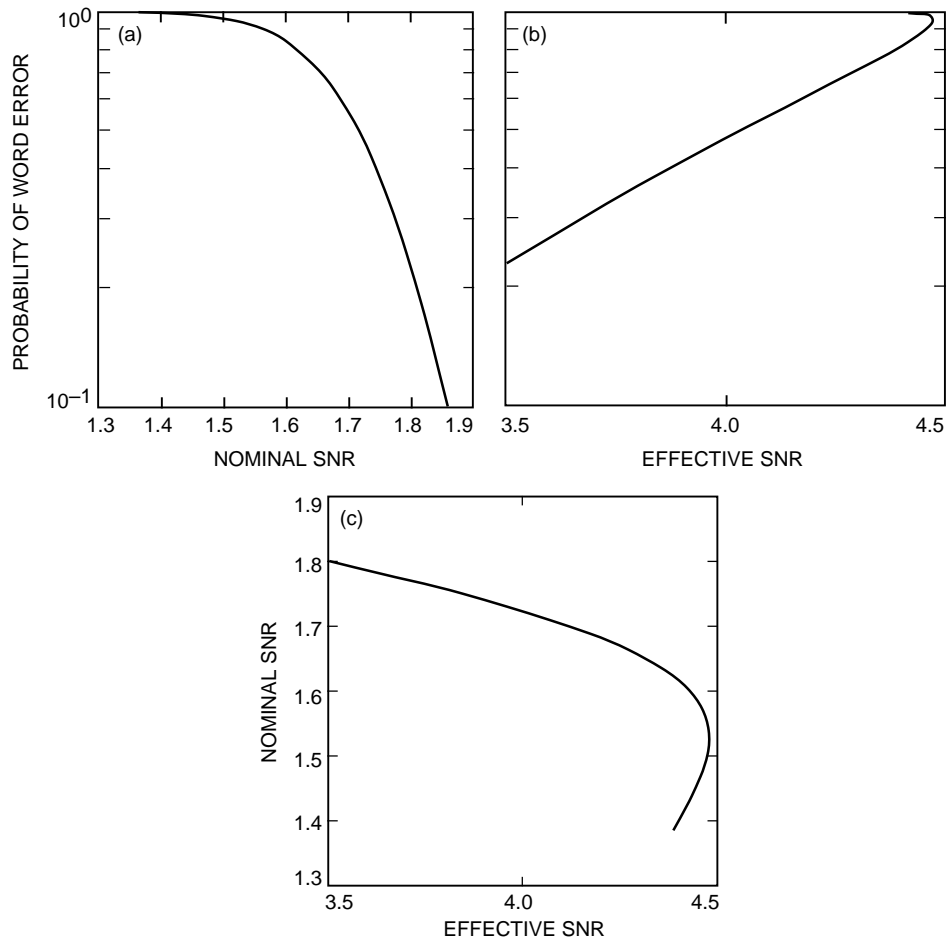 (a)
PROBABILITY OF WORD ERROR
10⁰
10⁻¹
1.3 1.4 1.5 1.6 1.7 1.8 1.9
NOMINAL SNR
(b)
3.5 4.0 4.5
EFFECTIVE SNR
(c)
NOMINAL SNR
1.9
1.8
1.7
1.6
1.5
1.4
1.3
3.5 4.0 4.5
EFFECTIVE SNR